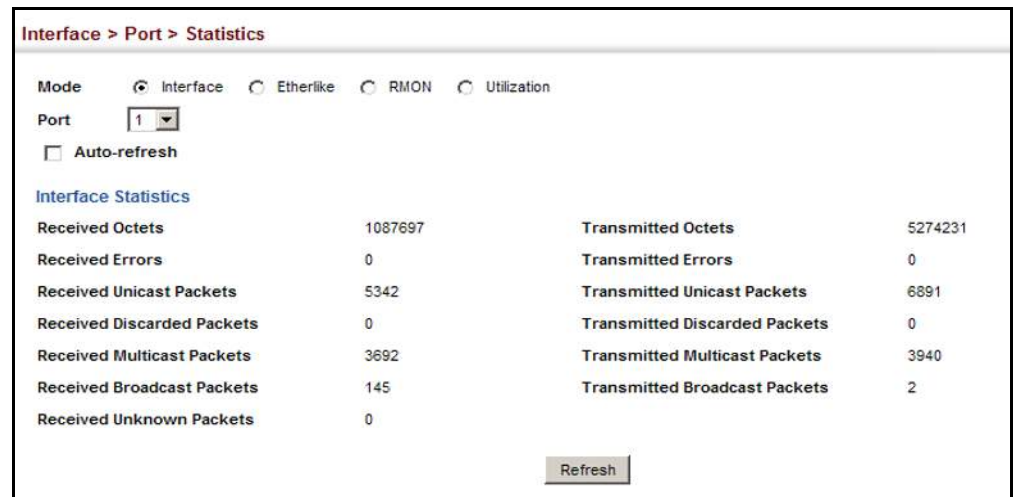 Interface > Port > Statistics
Mode Interface Etherlike RMON Utilization
Port 1
Auto-refresh
Interface Statistics
Received Octets 1087697 Transmitted Octets 5274231
Received Errors 0 Transmitted Errors 0
Received Unicast Packets 5342 Transmitted Unicast Packets 6891
Received Discarded Packets 0 Transmitted Discarded Packets 0
Received Multicast Packets 3692 Transmitted Multicast Packets 3940
Received Broadcast Packets 145 Transmitted Broadcast Packets 2
Received Unknown Packets 0
Refresh